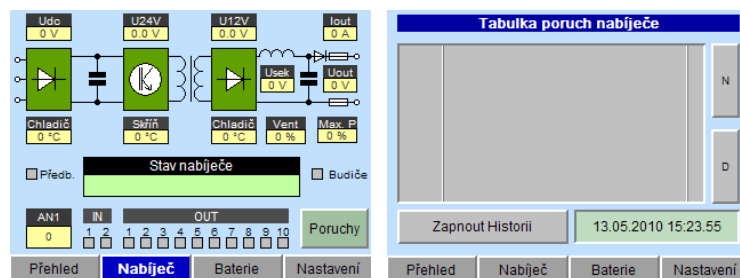 Udc U24V U12V Iout
0 V 0.0 V 0.0 V 0 A
Usek Uout
0 V 0 V
Chladič Skříň Chladič Vent Max. P
0 °C 0 °C 0 °C 0 % 0 %
Stav nabíječe
Předb. Budiče
AN1 IN OUT
0 1 2 1 2 3 4 5 6 7 8 9 10 Poruchy
Přehled Nabíječ Baterie Nastavení
Tabulka poruch nabíječe
N
D
Zapnout Historii 13.05.2010 15:23.55
Přehled Nabíječ Baterie Nastavení